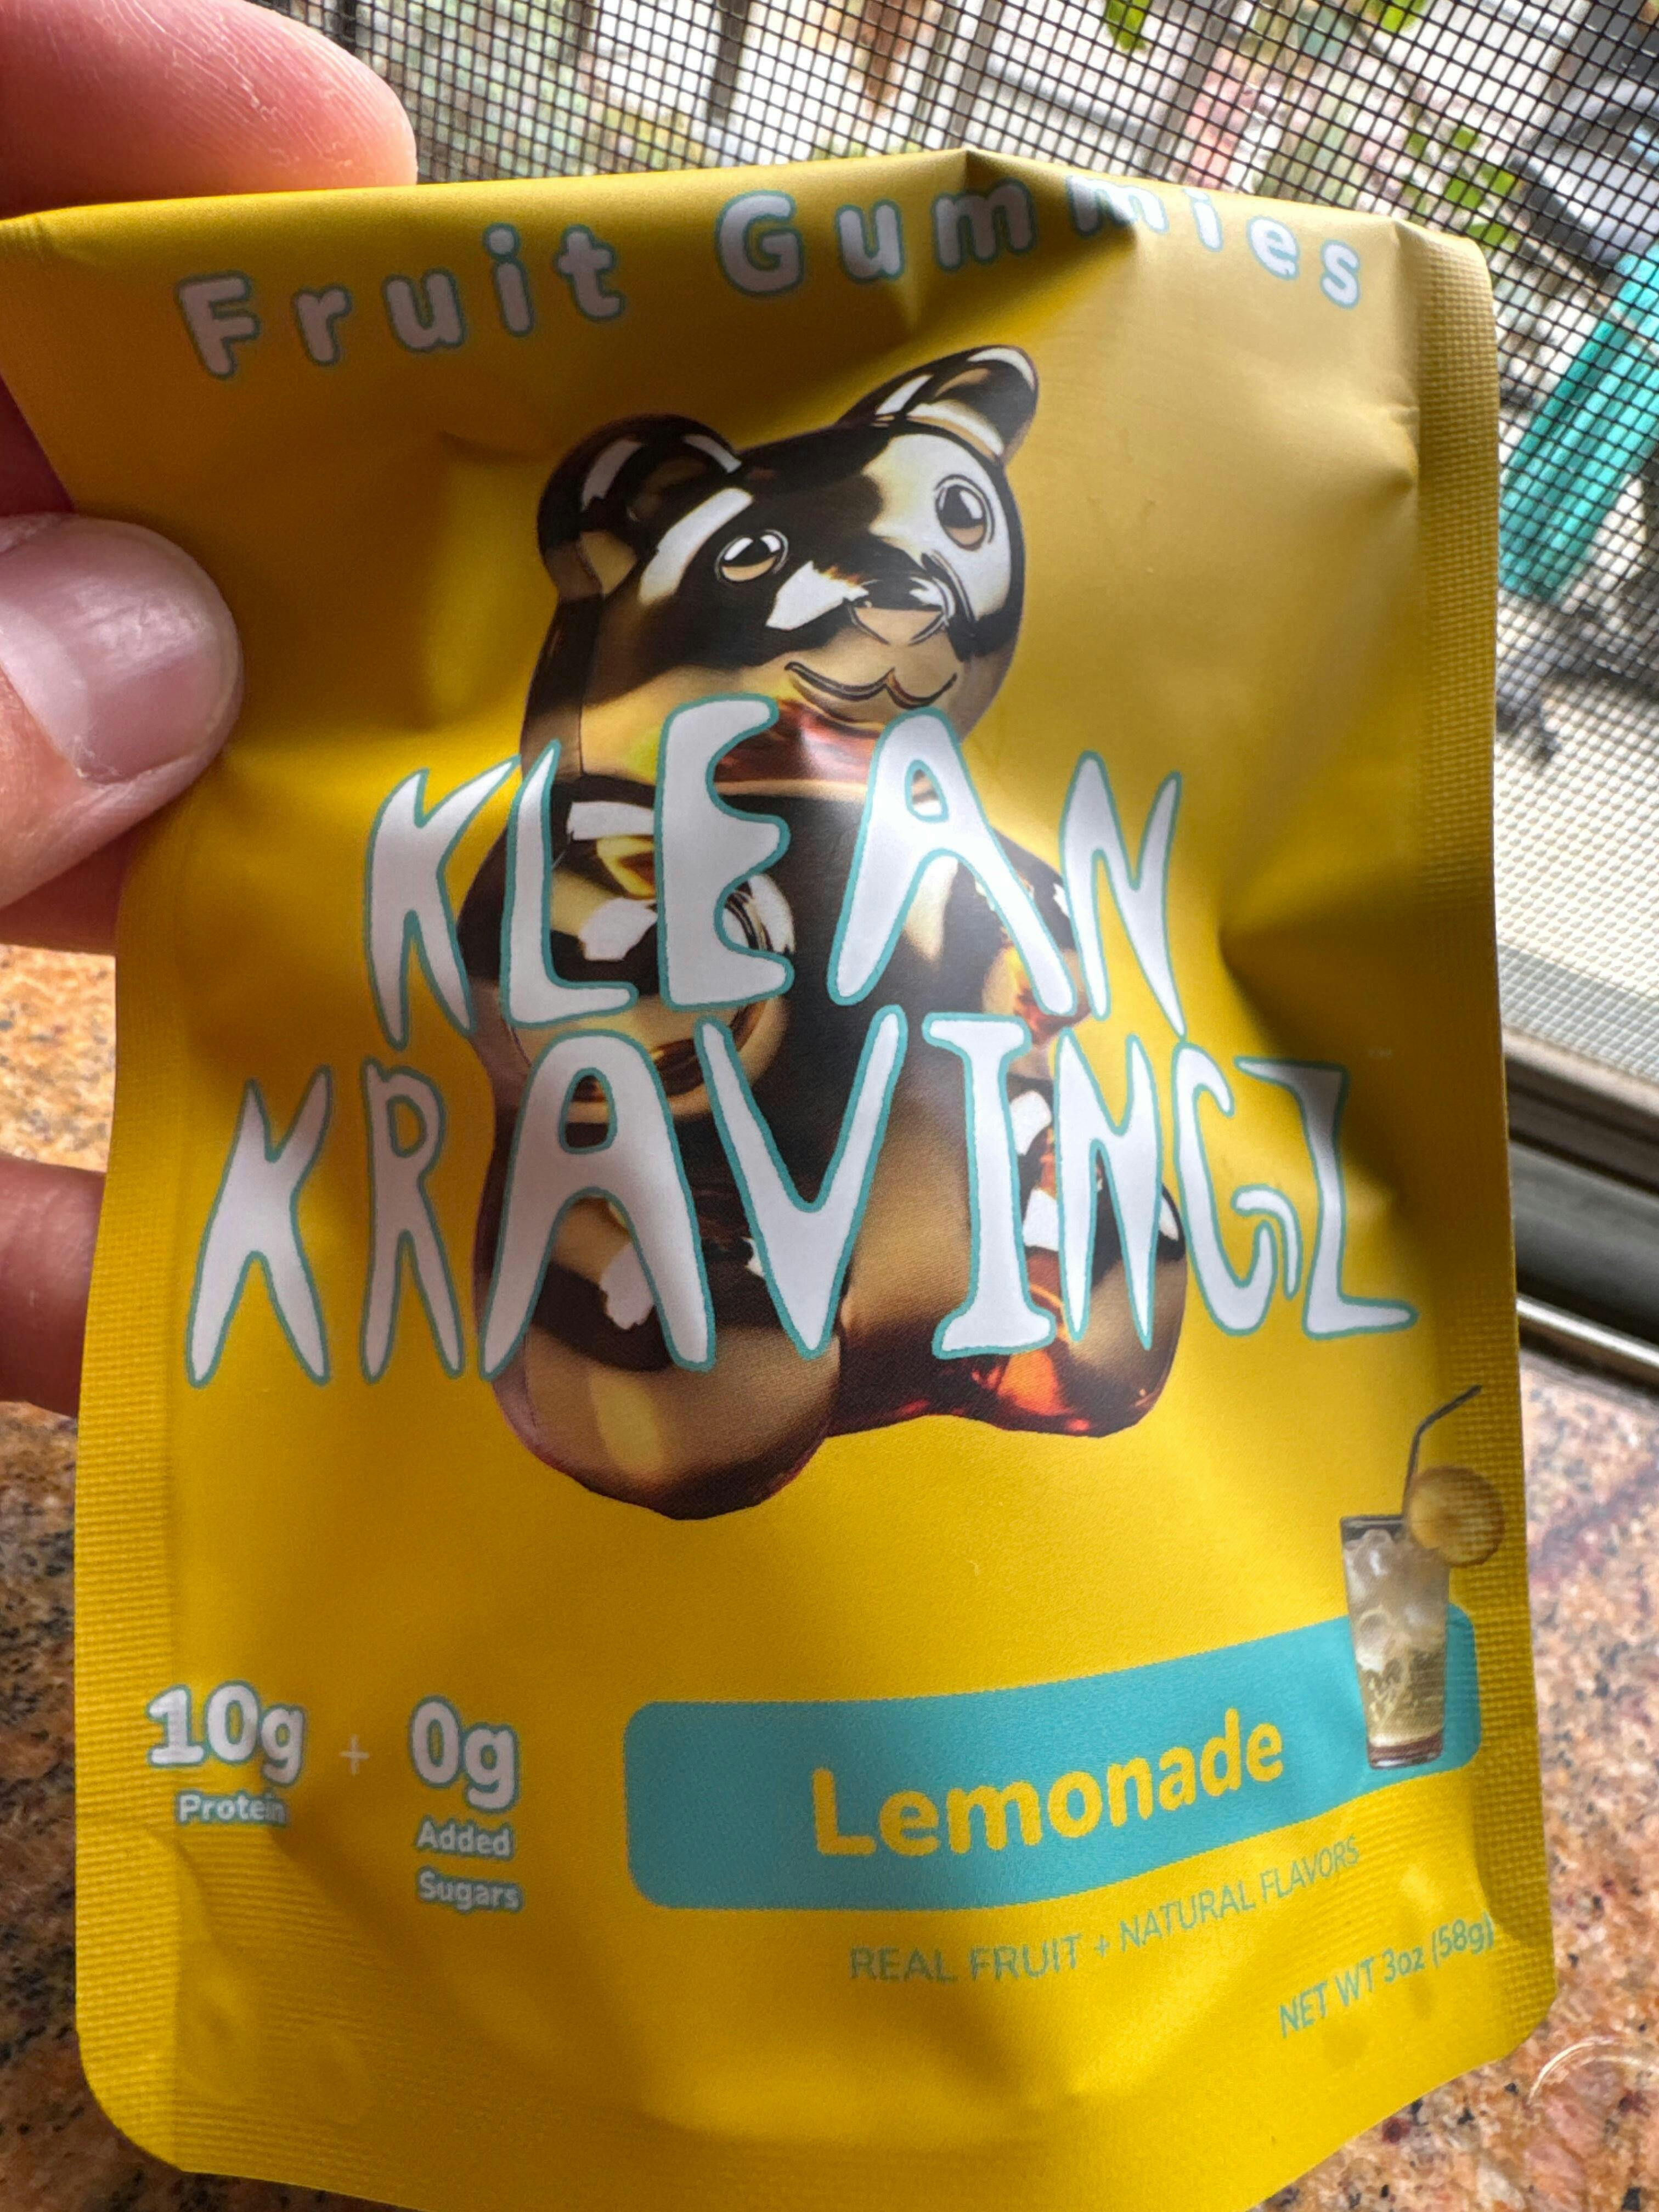 Fruit Gummies
KLEAN
KRAVINGZ
10g + 0g
Protein
Added
Sugars
Lemonade
REAL FRUIT + NATURAL FLAVORS
NET WT 3oz (58g)